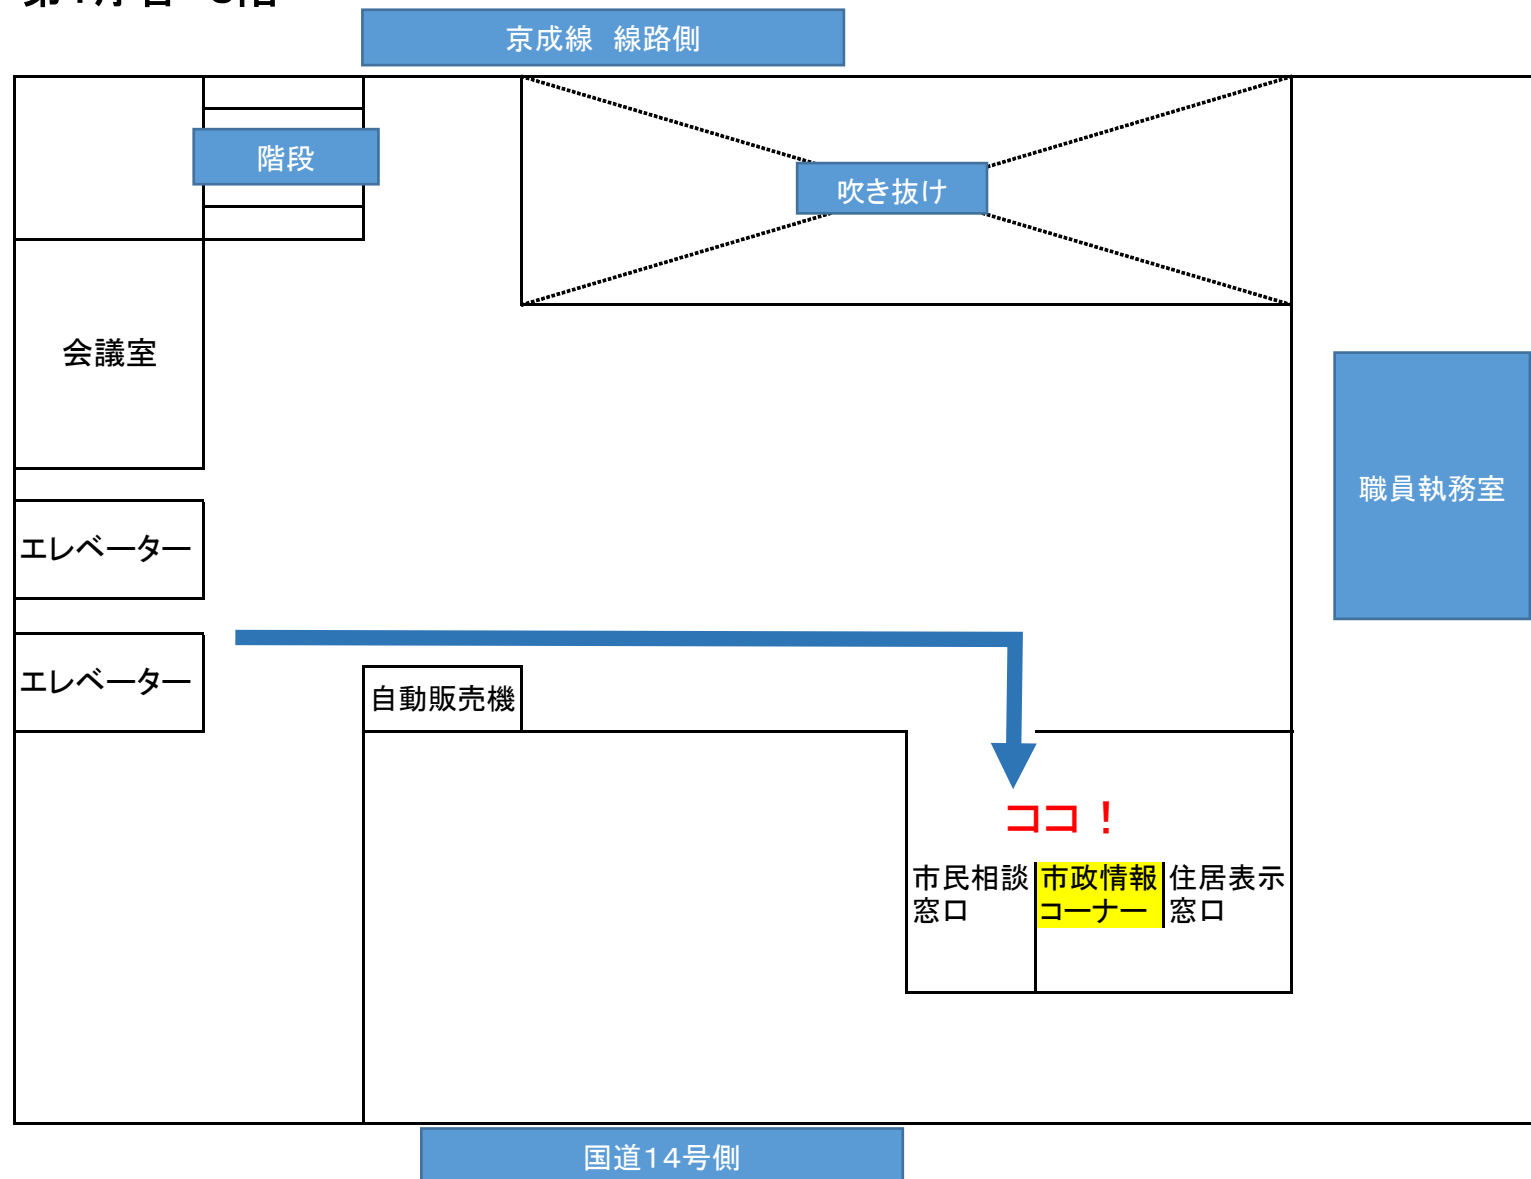 京成線　線路側
階段
吹き抜け
会議室
職員執務室
エレベーター
エレベーター
自動販売機
ココ！
市民相談
窓口
市政情報
コーナー
住居表示
窓口
国道14号側